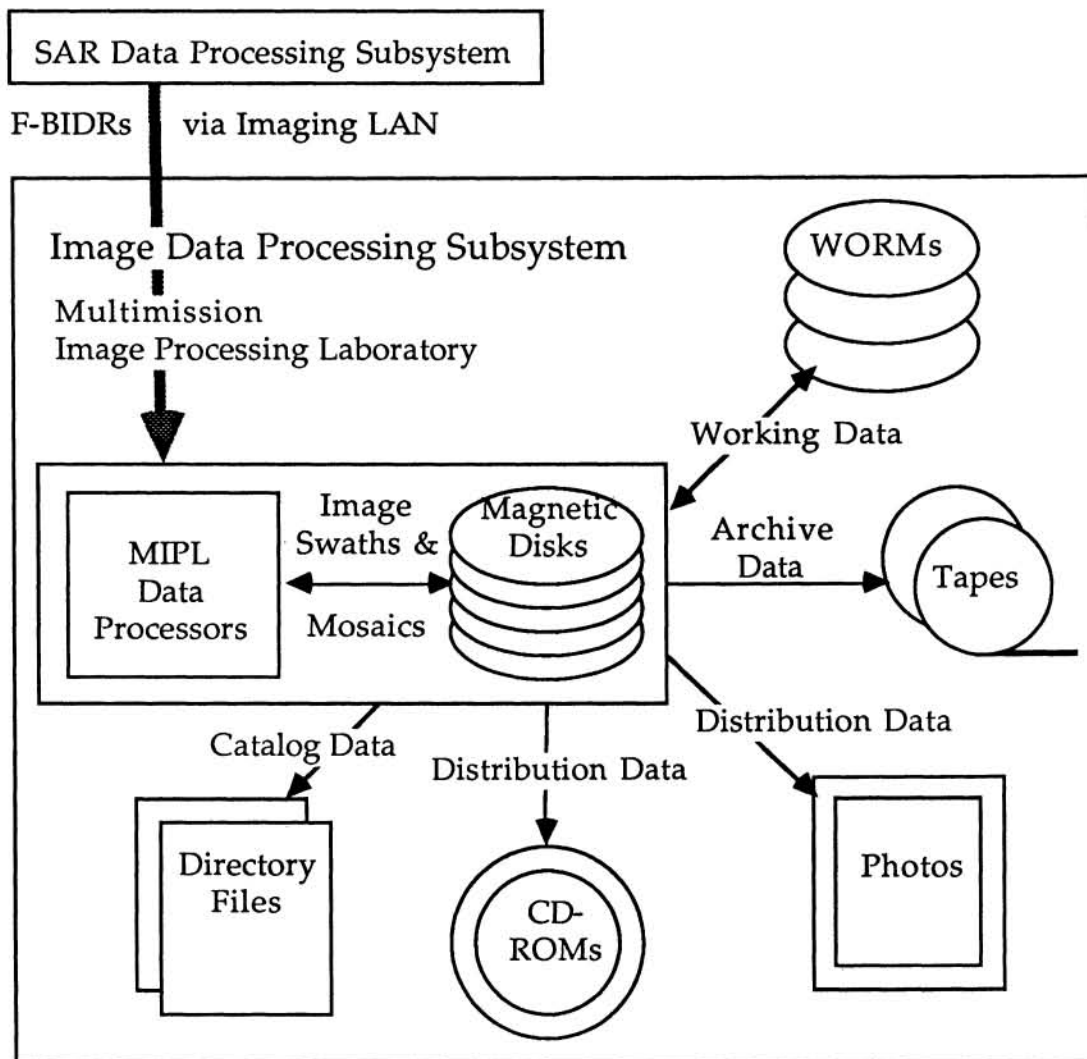 SAR Data Processing Subsystem
F-BIDRs
via Imaging LAN
Image Data Processing Subsystem
Multimission
Image Processing Laboratory
WORMs
Working Data
MIPL
Data
Processors
Image
Swaths &
Mosaics
Magnetic
Disks
Archive
Data
Tapes
Catalog Data
Distribution Data
Distribution Data
Directory
Files
CD-
ROMs
Photos